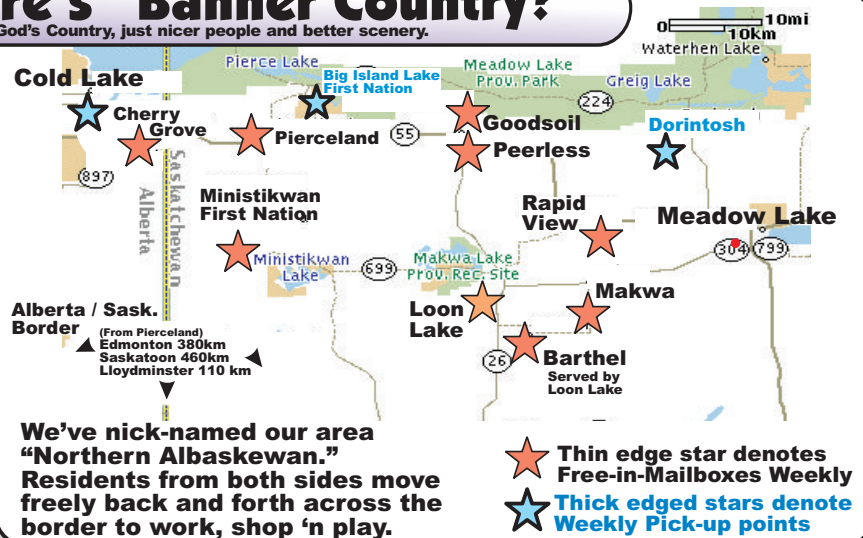 "Banner Country?
God's Country, just nicer people and better scenery.
0 10mi
10km
Waterhen Lake
Pierce Lake
Meadow Lake
Prov. Park
Greig Lake
Cold Lake
Big Island Lake
First Nation
224
Cherry
Grove
Pierceland
55
Goodsoil
Dorintosh
Peerless
897
Saskatchewan
Alberta
Ministikwan
First Nation
Rapid
View
Meadow Lake
304
799
Ministikwan
Lake
699
Makwa Lake
Prov. Rec. Site
Makwa
Loon
Lake
Alberta / Sask.
Border
(From Pierceland)
Edmonton 380km
Saskatoon 460km
Lloydminster 110 km
26
Barthel
Served by
Loon Lake
We've nick-named our area
"Northern Albaskewan."
Residents from both sides move
freely back and forth across the
border to work, shop 'n play.
Thin edge star denotes
Free-in-Mailboxes Weekly
Thick edged stars denote
Weekly Pick-up points